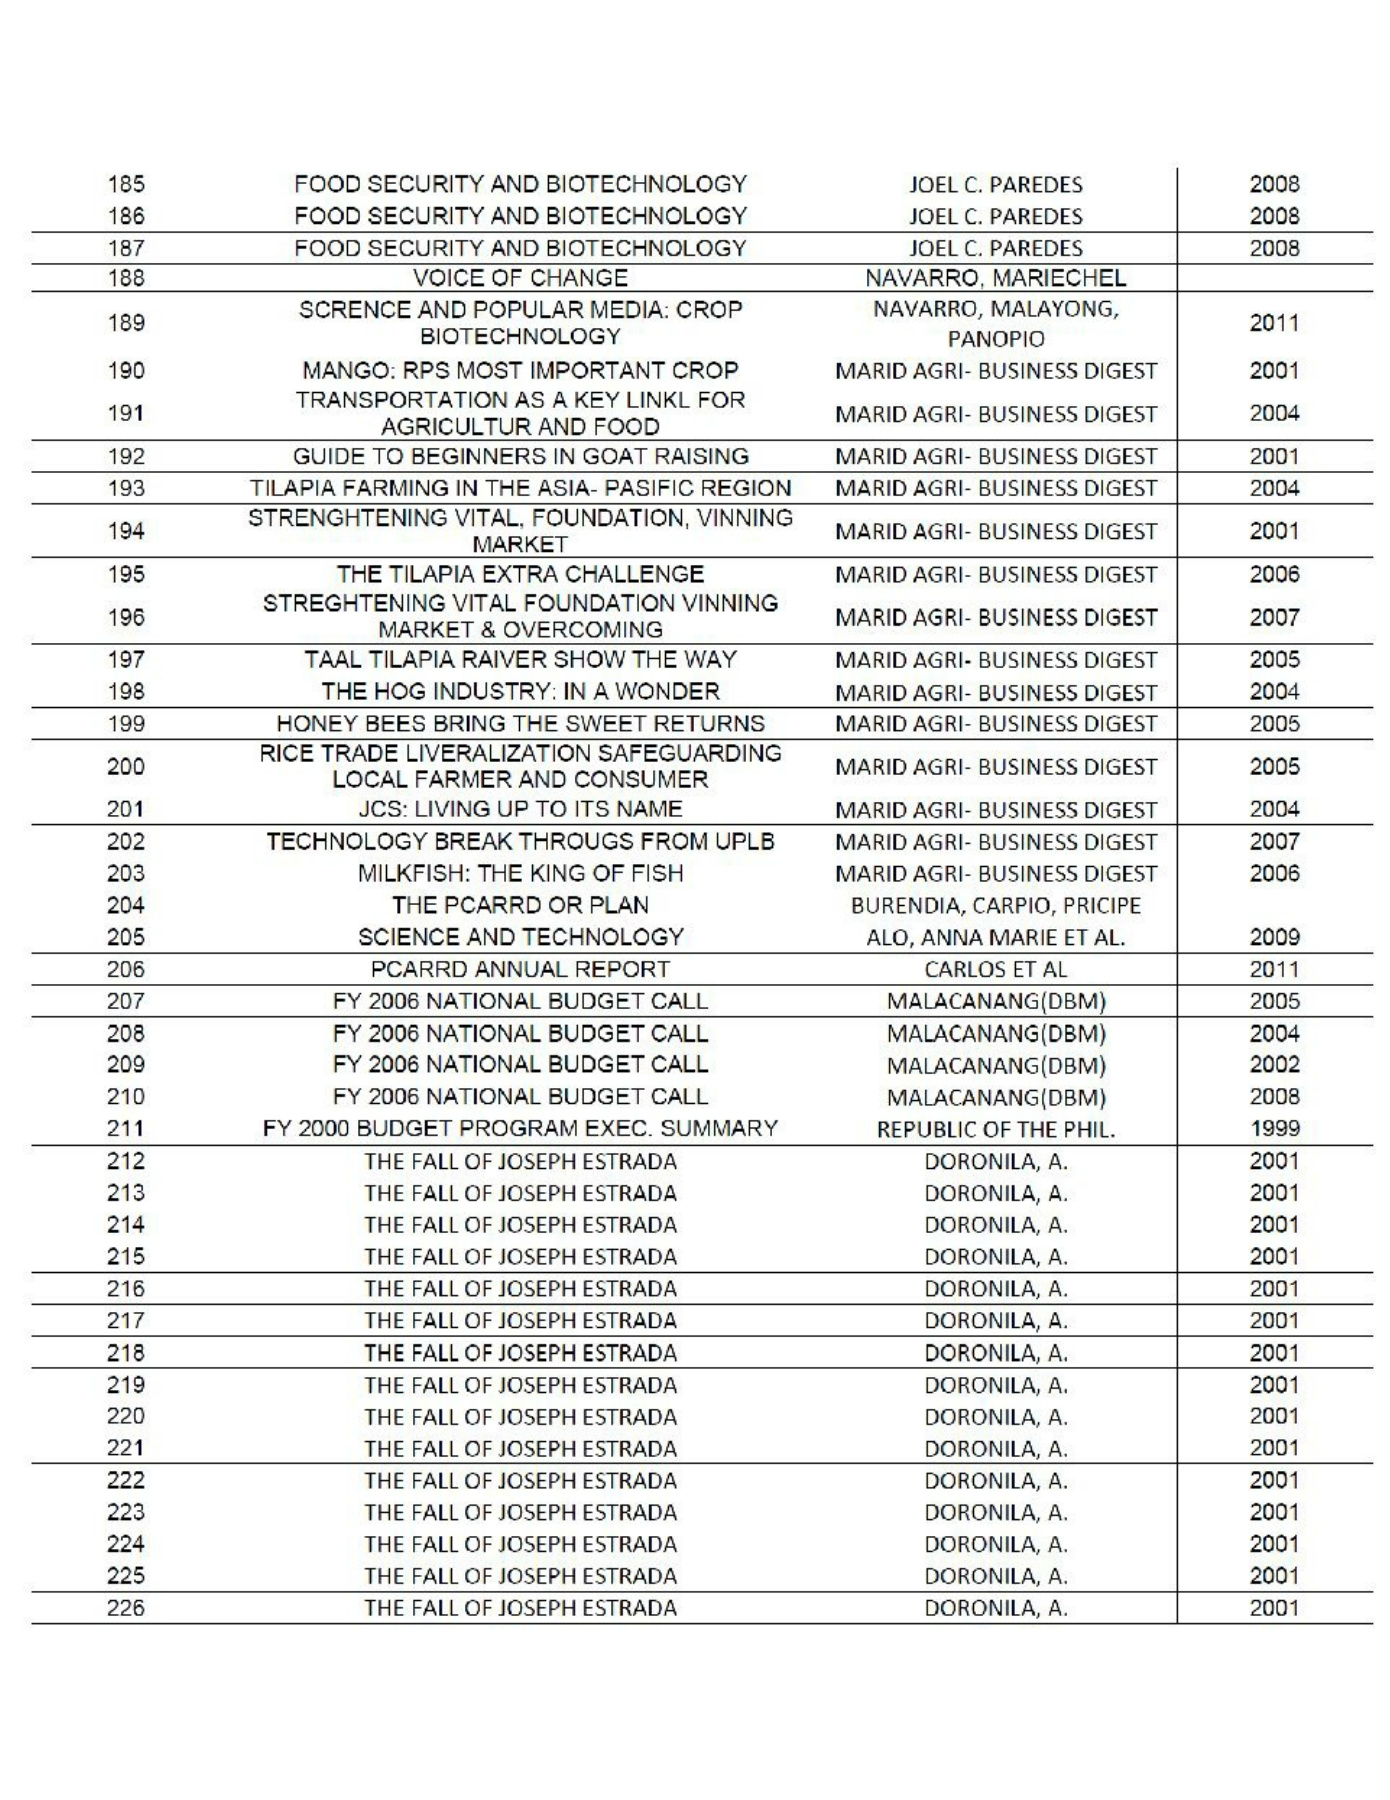 185 FOOD SECURITY AND BIOTECHNOLOGY JOEL C. PAREDES 2008
186 FOOD SECURITY AND BIOTECHNOLOGY JOEL C. PAREDES 2008
187 FOOD SECURITY AND BIOTECHNOLOGY JOEL C. PAREDES 2008
188 VOICE OF CHANGE NAVARRO, MARIECHEL
189 SCRENCE AND POPULAR MEDIA: CROP NAVARRO, MALAYONG, 2011
BIOTECHNOLOGY PANOPIO
190 MANGO: RPS MOST IMPORTANT CROP MARID AGRI- BUSINESS DIGEST 2001
191 TRANSPORTATION AS A KEY LINKL FOR MARID AGRI- BUSINESS DIGEST 2004
AGRICULTUR AND FOOD
192 GUIDE TO BEGINNERS IN GOAT RAISING MARID AGRI- BUSINESS DIGEST 2001
193 TILAPIA FARMING IN THE ASIA- PASIFIC REGION MARID AGRI- BUSINESS DIGEST 2004
194 STRENGHTENING VITAL, FOUNDATION, VINNING MARID AGRI- BUSINESS DIGEST 2001
MARKET
195 THE TILAPIA EXTRA CHALLENGE MARID AGRI- BUSINESS DIGEST 2006
196 STREGHTENING VITAL FOUNDATION VINNING MARID AGRI- BUSINESS DIGEST 2007
MARKET & OVERCOMING
197 TAAL TILAPIA RAIVER SHOW THE WAY MARID AGRI- BUSINESS DIGEST 2005
198 THE HOG INDUSTRY: IN A WONDER MARID AGRI- BUSINESS DIGEST 2004
199 HONEY BEES BRING THE SWEET RETURNS MARID AGRI- BUSINESS DIGEST 2005
200 RICE TRADE LIVERALIZATION SAFEGUARDING MARID AGRI- BUSINESS DIGEST 2005
LOCAL FARMER AND CONSUMER
201 JCS: LIVING UP TO ITS NAME MARID AGRI- BUSINESS DIGEST 2004
202 TECHNOLOGY BREAK THROUGS FROM UPLB MARID AGRI- BUSINESS DIGEST 2007
203 MILKFISH: THE KING OF FISH MARID AGRI- BUSINESS DIGEST 2006
204 THE PCARRD OR PLAN BURENDIA, CARPIO, PRICIPE
205 SCIENCE AND TECHNOLOGY ALO, ANNA MARIE ET AL. 2009
206 PCARRD ANNUAL REPORT CARLOS ET AL 2011
207 FY 2006 NATIONAL BUDGET CALL MALACANANG(DBM) 2005
208 FY 2006 NATIONAL BUDGET CALL MALACANANG(DBM) 2004
209 FY 2006 NATIONAL BUDGET CALL MALACANANG(DBM) 2002
210 FY 2006 NATIONAL BUDGET CALL MALACANANG(DBM) 2008
211 FY 2000 BUDGET PROGRAM EXEC. SUMMARY REPUBLIC OF THE PHIL. 1999
212 THE FALL OF JOSEPH ESTRADA DORONILA, A. 2001
213 THE FALL OF JOSEPH ESTRADA DORONILA, A. 2001
214 THE FALL OF JOSEPH ESTRADA DORONILA, A. 2001
215 THE FALL OF JOSEPH ESTRADA DORONILA, A. 2001
216 THE FALL OF JOSEPH ESTRADA DORONILA, A. 2001
217 THE FALL OF JOSEPH ESTRADA DORONILA, A. 2001
218 THE FALL OF JOSEPH ESTRADA DORONILA, A. 2001
219 THE FALL OF JOSEPH ESTRADA DORONILA, A. 2001
220 THE FALL OF JOSEPH ESTRADA DORONILA, A. 2001
221 THE FALL OF JOSEPH ESTRADA DORONILA, A. 2001
222 THE FALL OF JOSEPH ESTRADA DORONILA, A. 2001
223 THE FALL OF JOSEPH ESTRADA DORONILA, A. 2001
224 THE FALL OF JOSEPH ESTRADA DORONILA, A. 2001
225 THE FALL OF JOSEPH ESTRADA DORONILA, A. 2001
226 THE FALL OF JOSEPH ESTRADA DORONILA, A. 2001